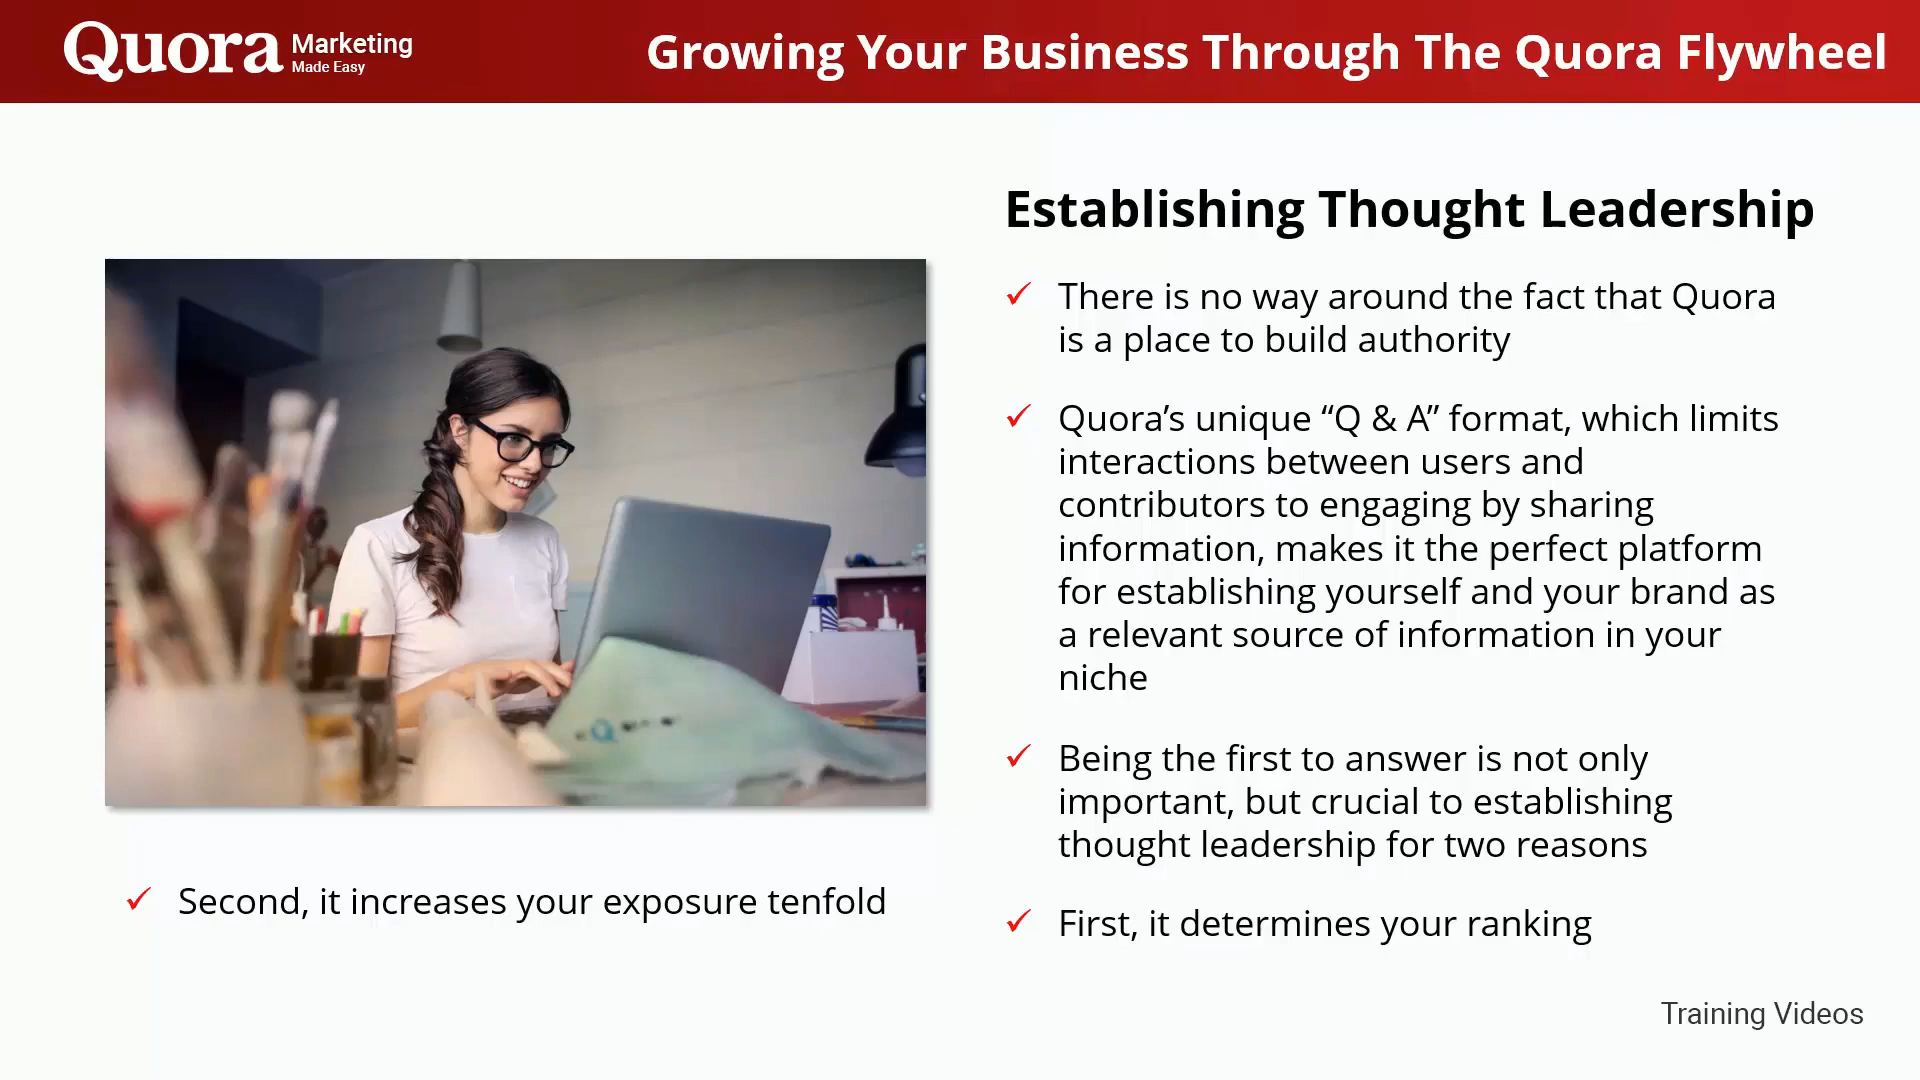 Quora Marketing
Made Easy
Growing Your Business Through The Quora Flywheel
Establishing Thought Leadership
✓ There is no way around the fact that Quora
is a place to build authority
✓ Quora’s unique “Q & A” format, which limits
interactions between users and
contributors to engaging by sharing
information, makes it the perfect platform
for establishing yourself and your brand as
a relevant source of information in your
niche
✓ Being the first to answer is not only
important, but crucial to establishing
thought leadership for two reasons
✓ First, it determines your ranking
✓ Second, it increases your exposure tenfold
Training Videos